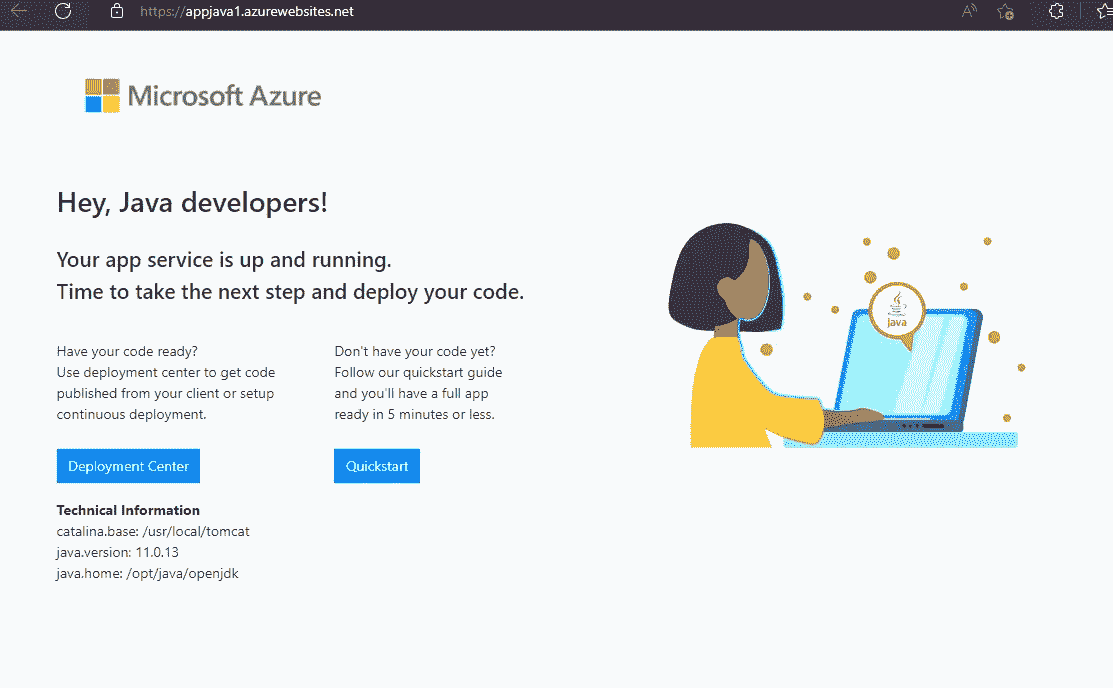 https://appjava1.azurewebsites.net
Microsoft Azure
Hey, Java developers!
Your app service is up and running.
Time to take the next step and deploy your code.
Have your code ready?
Use deployment center to get code
published from your client or setup
continuous deployment.
Deployment Center
Don't have your code yet?
Follow our quickstart guide
and you'll have a full app
ready in 5 minutes or less.
Quickstart
Technical Information
catalina.base: /usr/local/tomcat
java.version: 11.0.13
java.home: /opt/java/openjdk
java